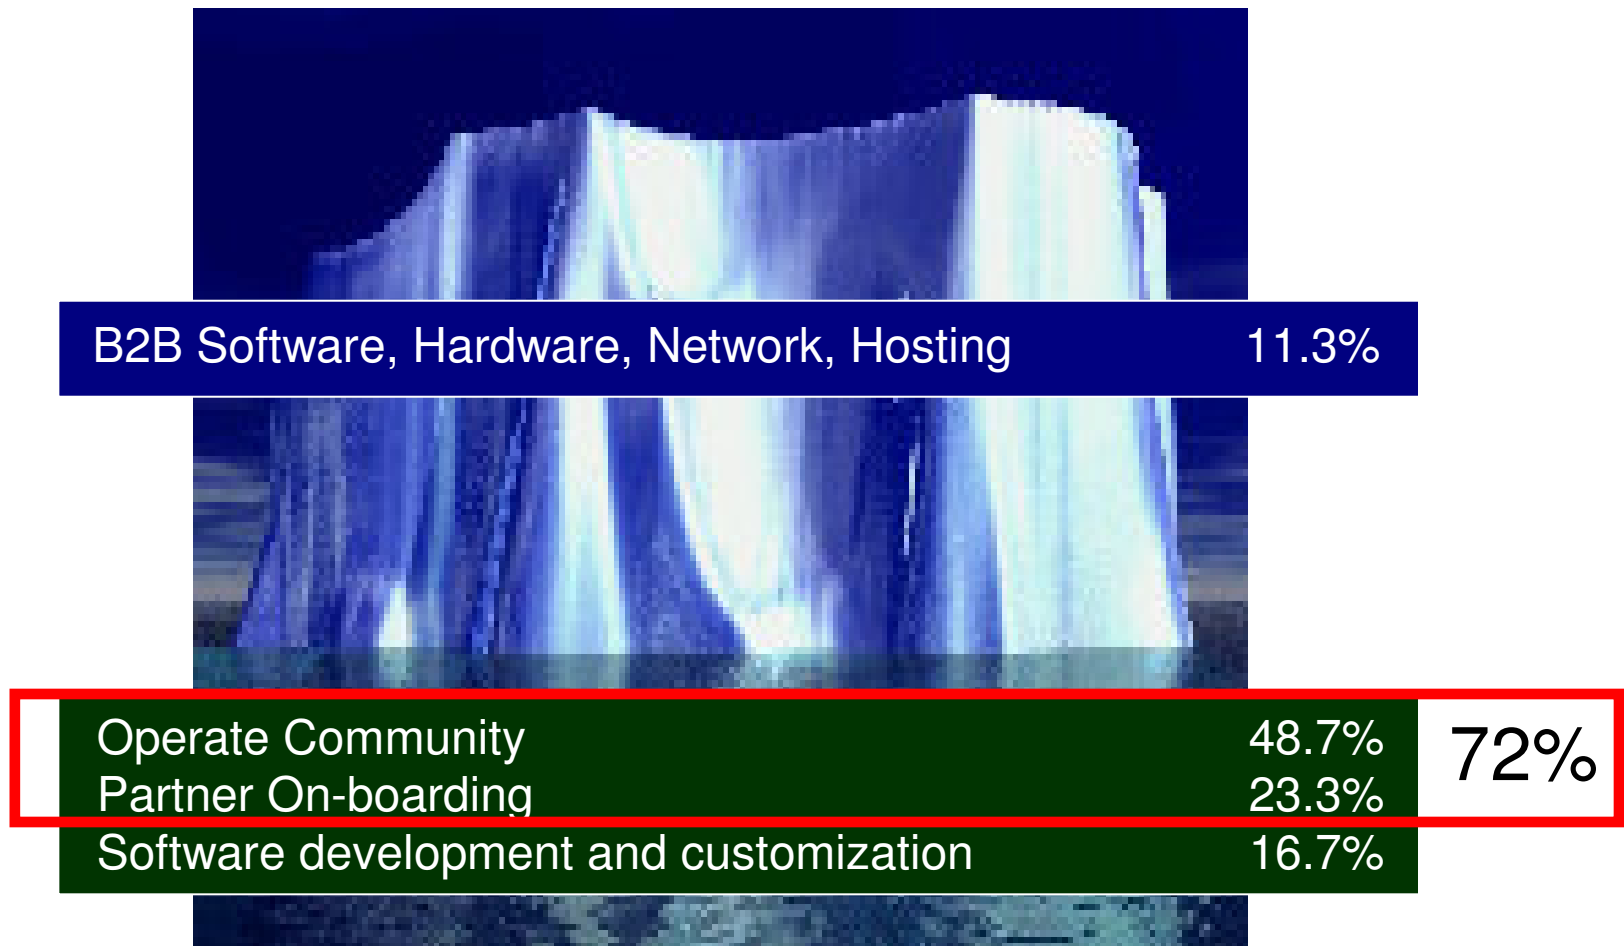 B2B Software, Hardware, Network, Hosting 11.3%
Operate Community 48.7%
72%
Partner On-boarding 23.3%
Software development and customization 16.7%